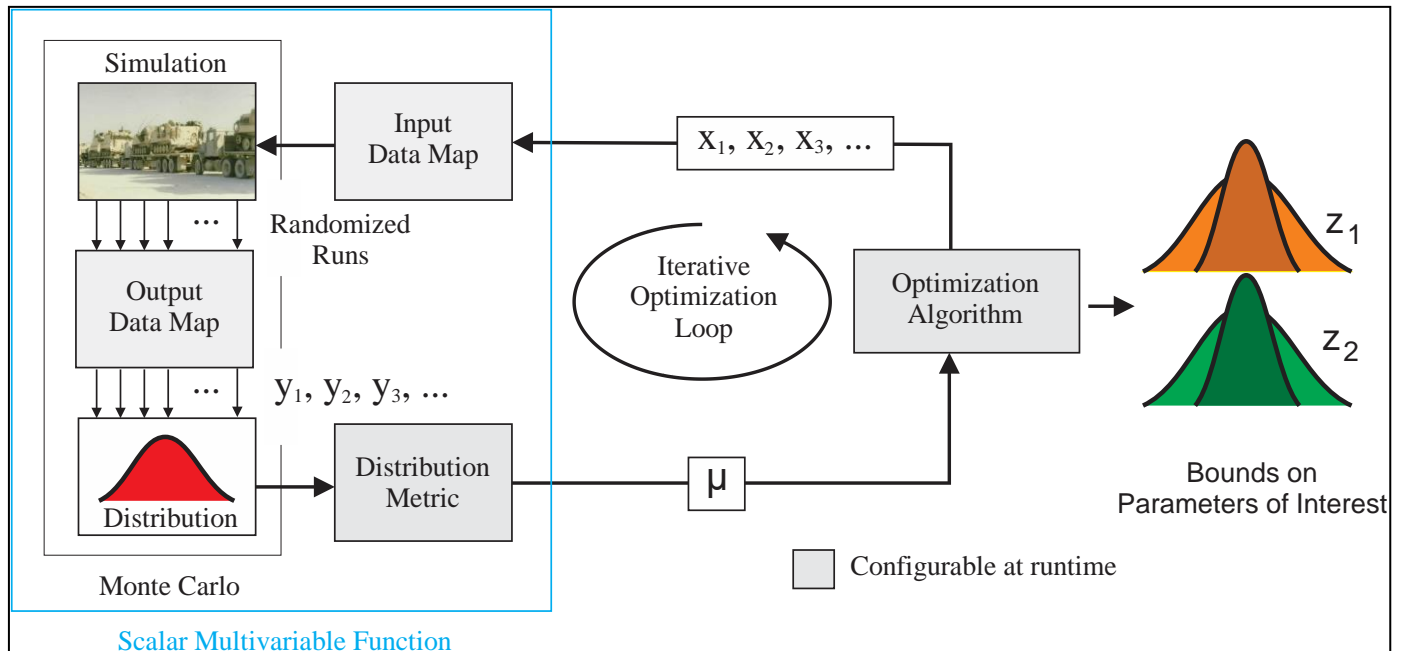 Simulation
Input
Data Map
x1, x2, x3, ...
...
Randomized
Runs
Output
Data Map
Iterative
Optimization
Loop
Optimization
Algorithm
z1
z2
...
y1, y2, y3, ...
Distribution
Distribution
Metric
μ
Bounds on
Parameters of Interest
Configurable at runtime
Monte Carlo
Scalar Multivariable Function